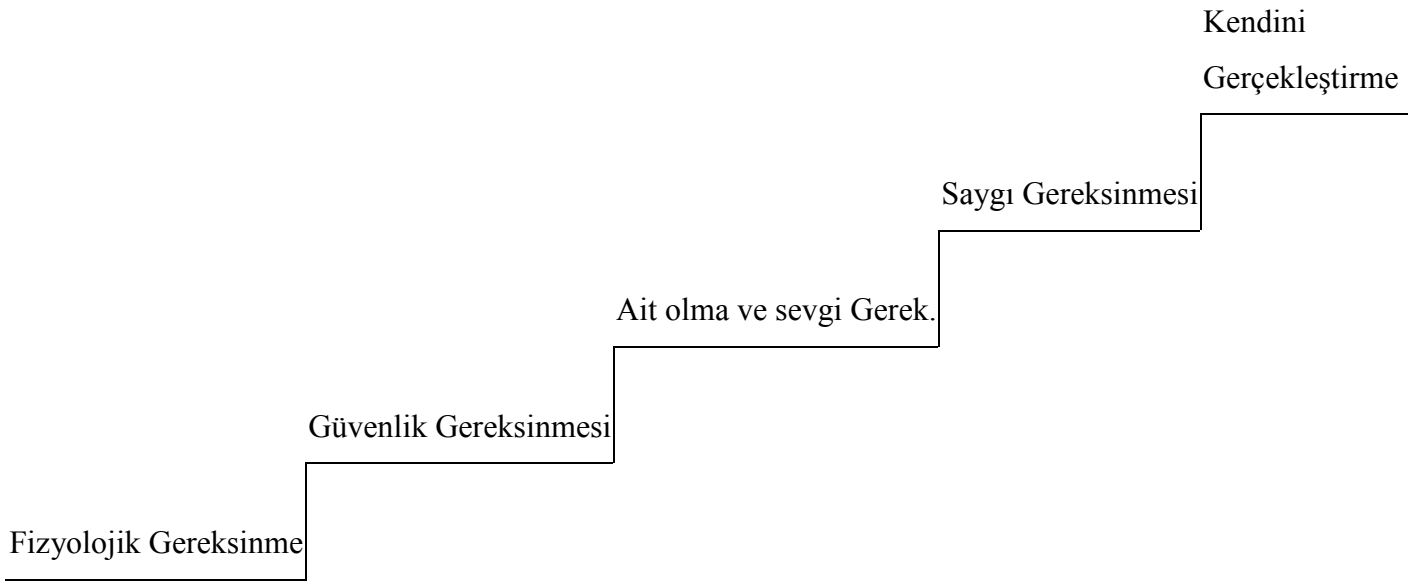 Kendini
Gerçekleştirme
Saygı Gereksinmesi
Ait olma ve sevgi Gerek.
Güvenlik Gereksinmesi
Fizyolojik Gereksinme